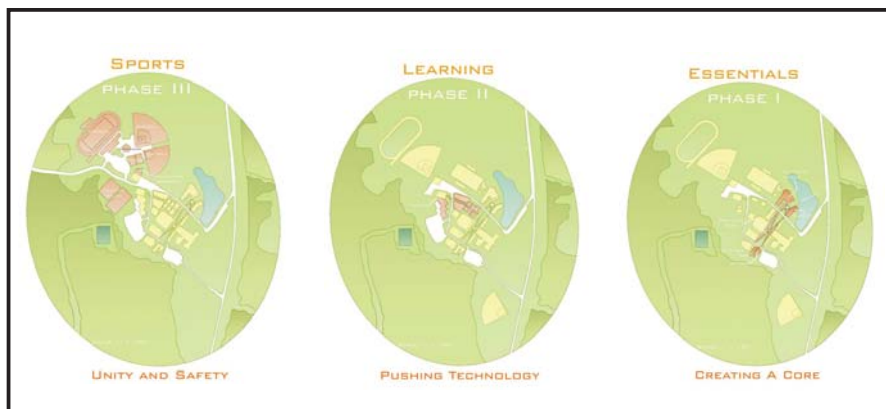 SPORTS
PHASE III
UNITY AND SAFETY
LEARNING
PHASE II
PUSHING TECHNOLOGY
ESSENTIALS
PHASE I
CREATING A CORE